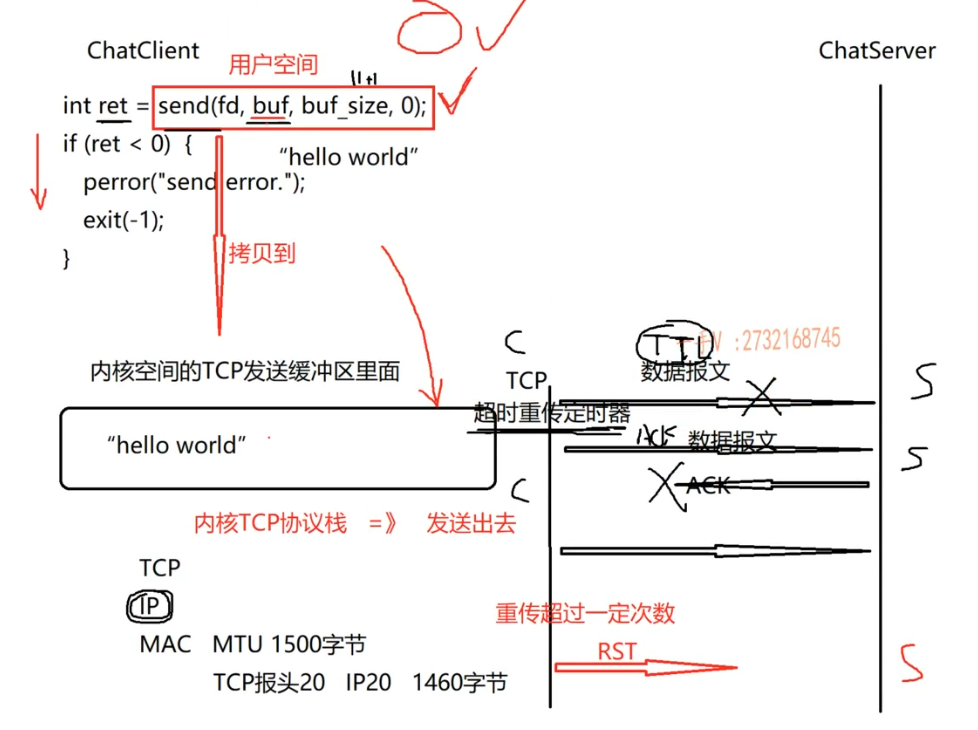 ChatClient
ChatServer
用户空间
int ret = send(fd, buf, buf_size, 0);
if (ret < 0) {
“hello world”
perror("send error.");
exit(-1);
}
拷贝到
C
TTL
:2732168745
内核空间的TCP发送缓冲区里面
TCP
数据报文
S
超时重传定时器
“hello world”
ACK 数据报文
S
C
ACK
内核TCP协议栈 =》 发送出去
TCP
IP
重传超过一定次数
MAC MTU 1500字节
RST
S
TCP报头20 IP20 1460字节